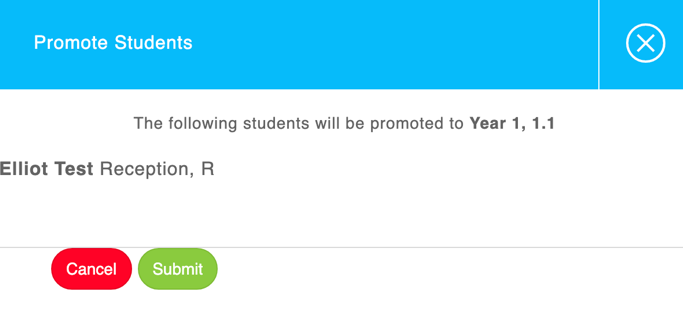 Promote Students
The following students will be promoted to Year 1, 1.1
Elliot Test Reception, R
Cancel Submit